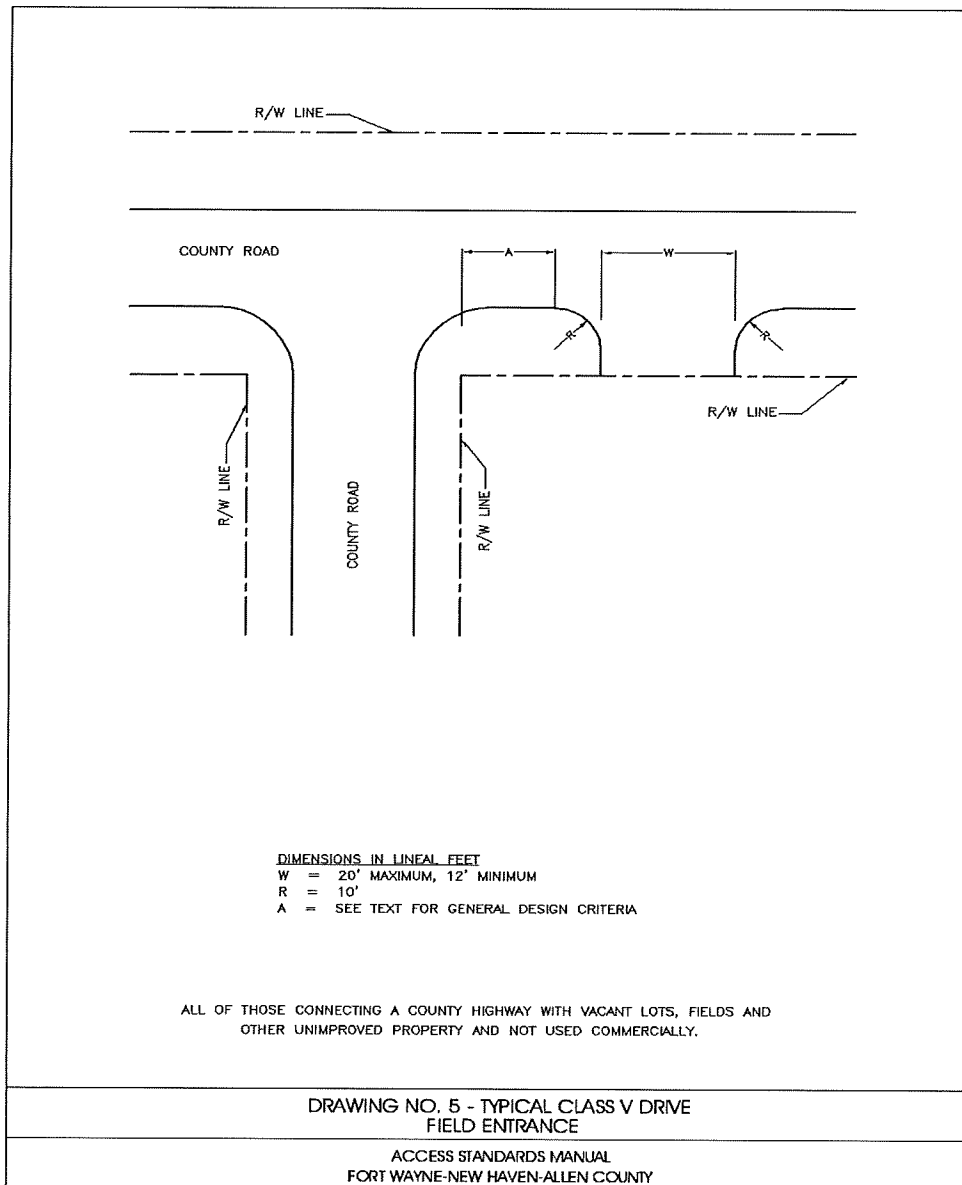 R/W LINE
COUNTY ROAD
A
W
R
R
R/W LINE
R/W LINE
COUNTY ROAD
R/W LINE
DIMENSIONS IN LINEAL FEET
W = 20' MAXIMUM, 12' MINIMUM
R = 10'
A = SEE TEXT FOR GENERAL DESIGN CRITERIA
ALL OF THOSE CONNECTING A COUNTY HIGHWAY WITH VACANT LOTS, FIELDS AND
OTHER UNIMPROVED PROPERTY AND NOT USED COMMERCIALLY.
DRAWING NO. 5 - TYPICAL CLASS V DRIVE
FIELD ENTRANCE
ACCESS STANDARDS MANUAL
FORT WAYNE-NEW HAVEN-ALLEN COUNTY